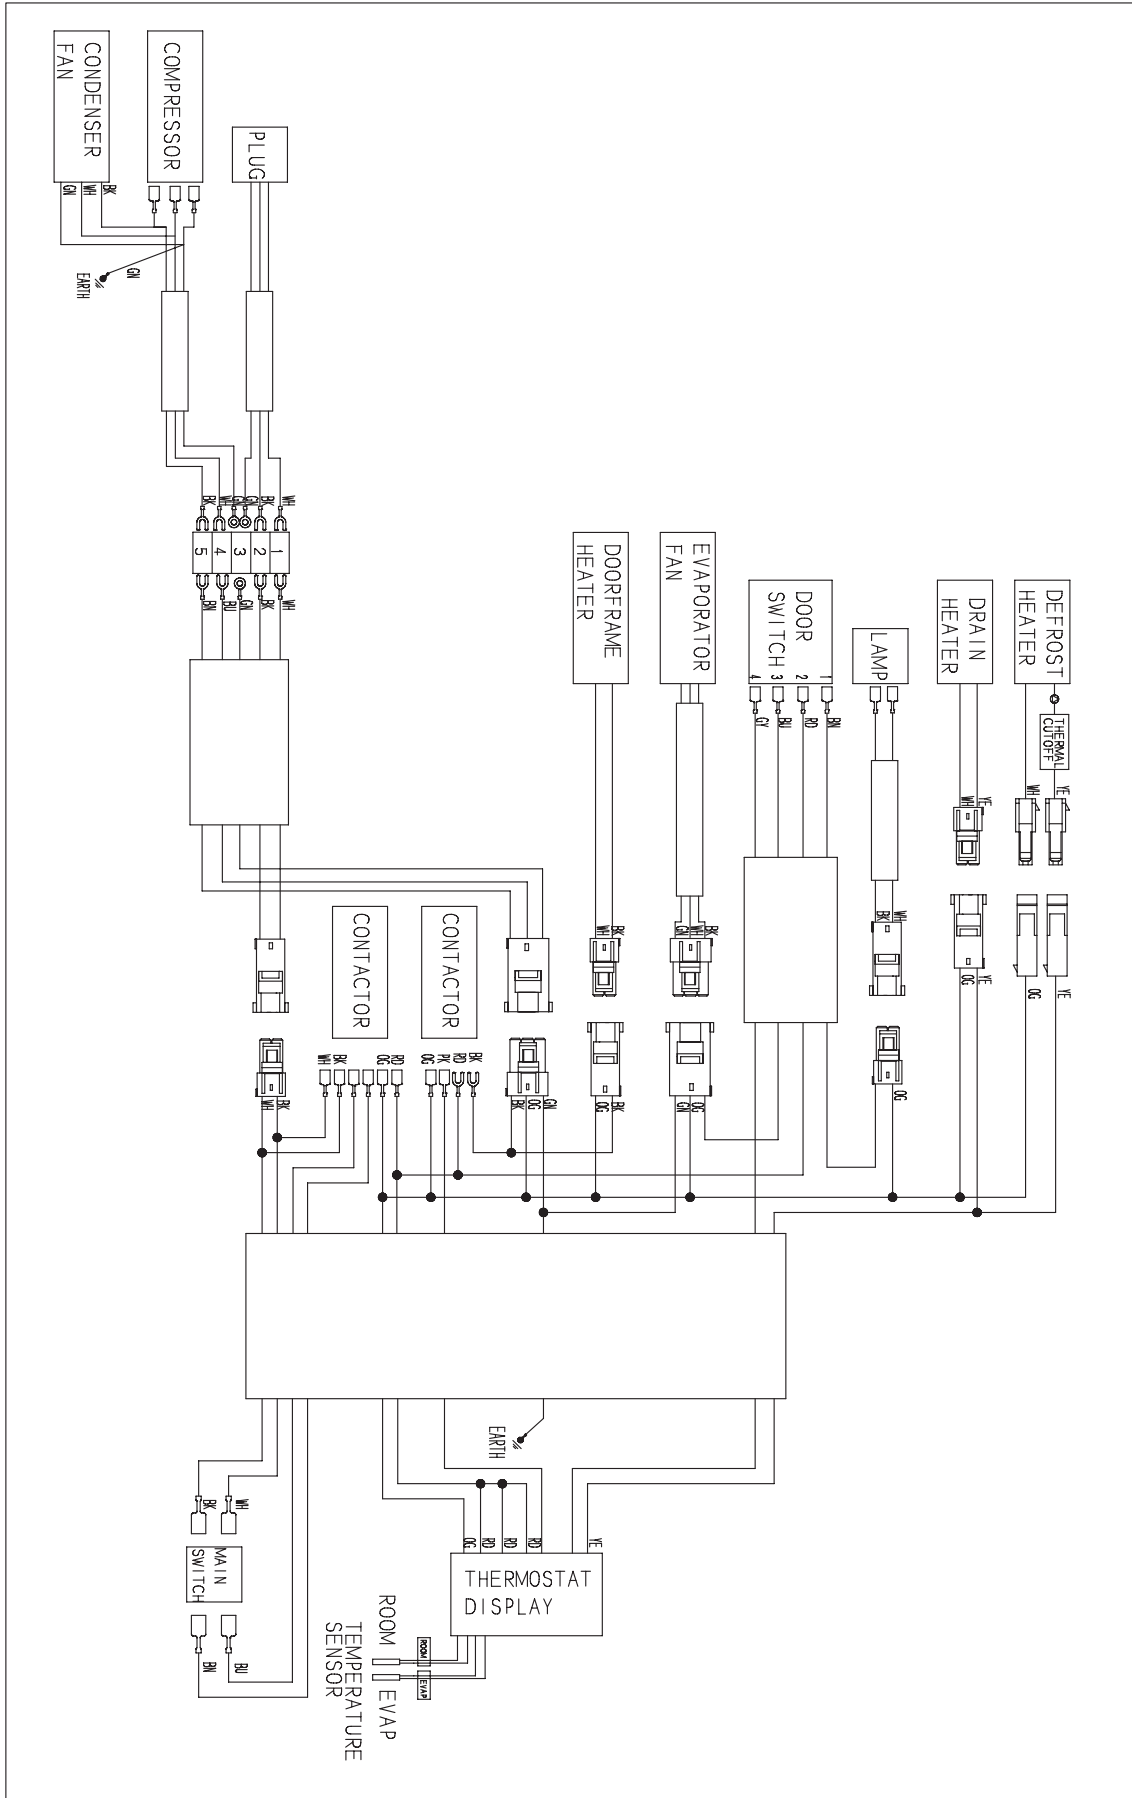 CONDENSER
FAN
COMPRESSOR
PLUG
GN
WH
BK
GN
EARTH
BK
WH
GN
GN
BK
WH
5
4
3
2
1
BN
BU
GN
BK
WH
DOORFRAME
HEATER
EVAPORATOR
FAN
DOOR
SWITCH
4
3
2
1
GY
BU
RD
BN
LAMP
DRAIN
HEATER
DEFROST
HEATER
THERMAL
CUTOFF
WH
YE
WH
YE
CONTACTOR
CONTACTOR
WH
BK
GN
WH
BK
BK
WH
OG
YE
OG
YE
WH
BK
OG
RD
OG
PK
RD
BK
WH
BK
BK
OG
GN
OG
BK
GN
OG
OG
EARTH
BK
WH
MAIN
SWITCH
BN
BU
OG
RD
RD
RD
YE
THERMOSTAT
DISPLAY
ROOM
EVAP
ROOM
EVAP
TEMPERATURE
SENSOR